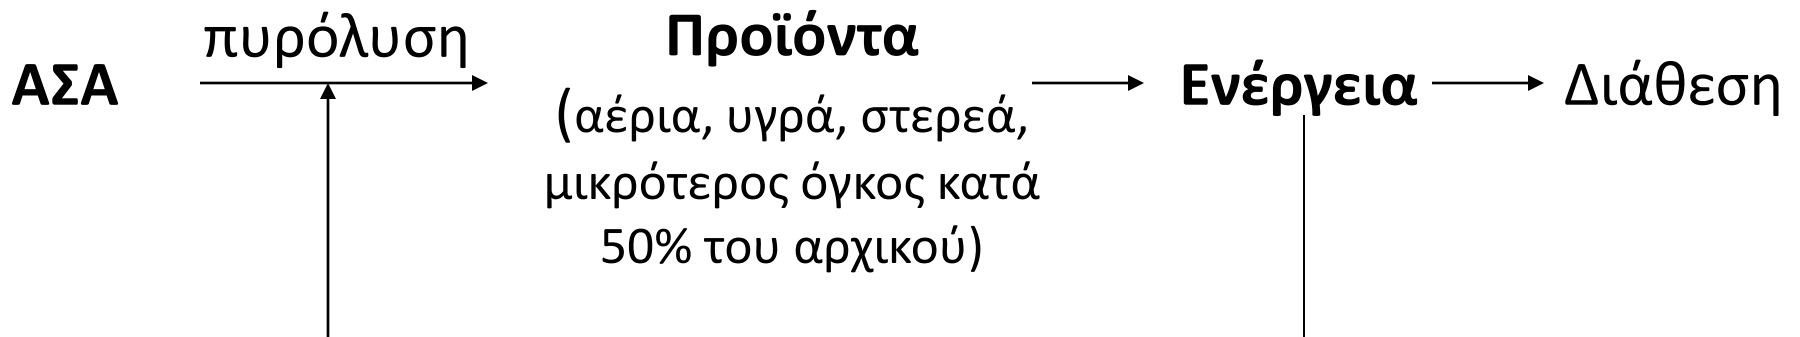 ΑΣΑ
πυρόλυση
Προϊόντα
(αέρια, υγρά, στερεά,
μικρότερος όγκος κατά
50% του αρχικού)
Ενέργεια
Διάθεση